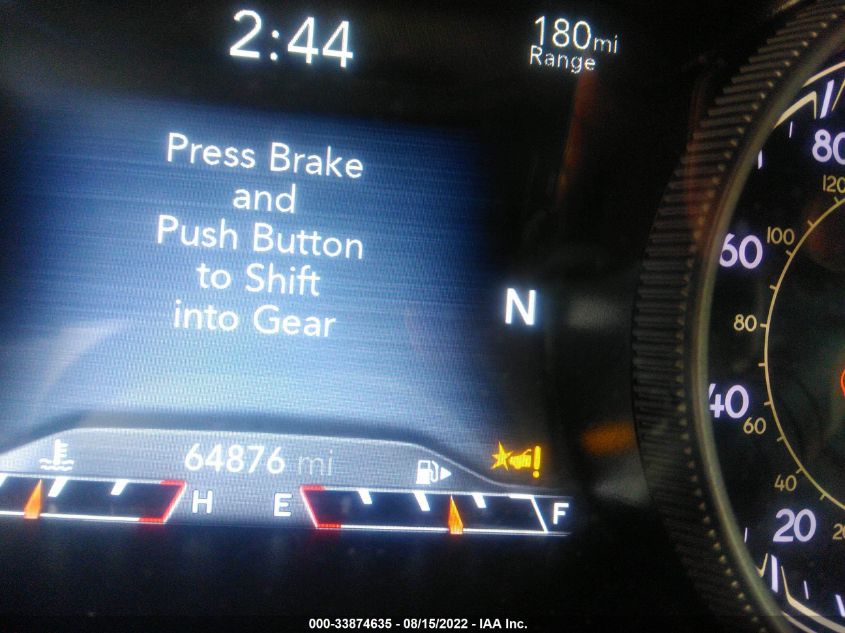 2:44
180mi
Range
Press Brake
and
Push Button
to Shift
into Gear
N
64876 mi
H
E
F
80
60
40
20
120
100
80
60
40
000-33874635 - 08/15/2022 - IAA Inc.